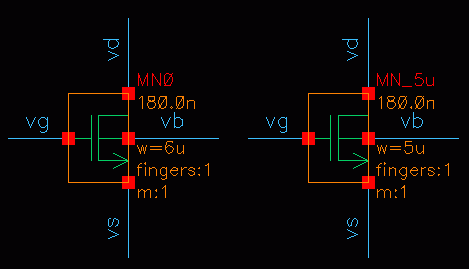 vd
MN0
180.0n
vg
vb
w=6u
fingers:1
m:1
vs
vd
MN_5u
180.0n
vg
vb
w=5u
fingers:1
m:1
vs